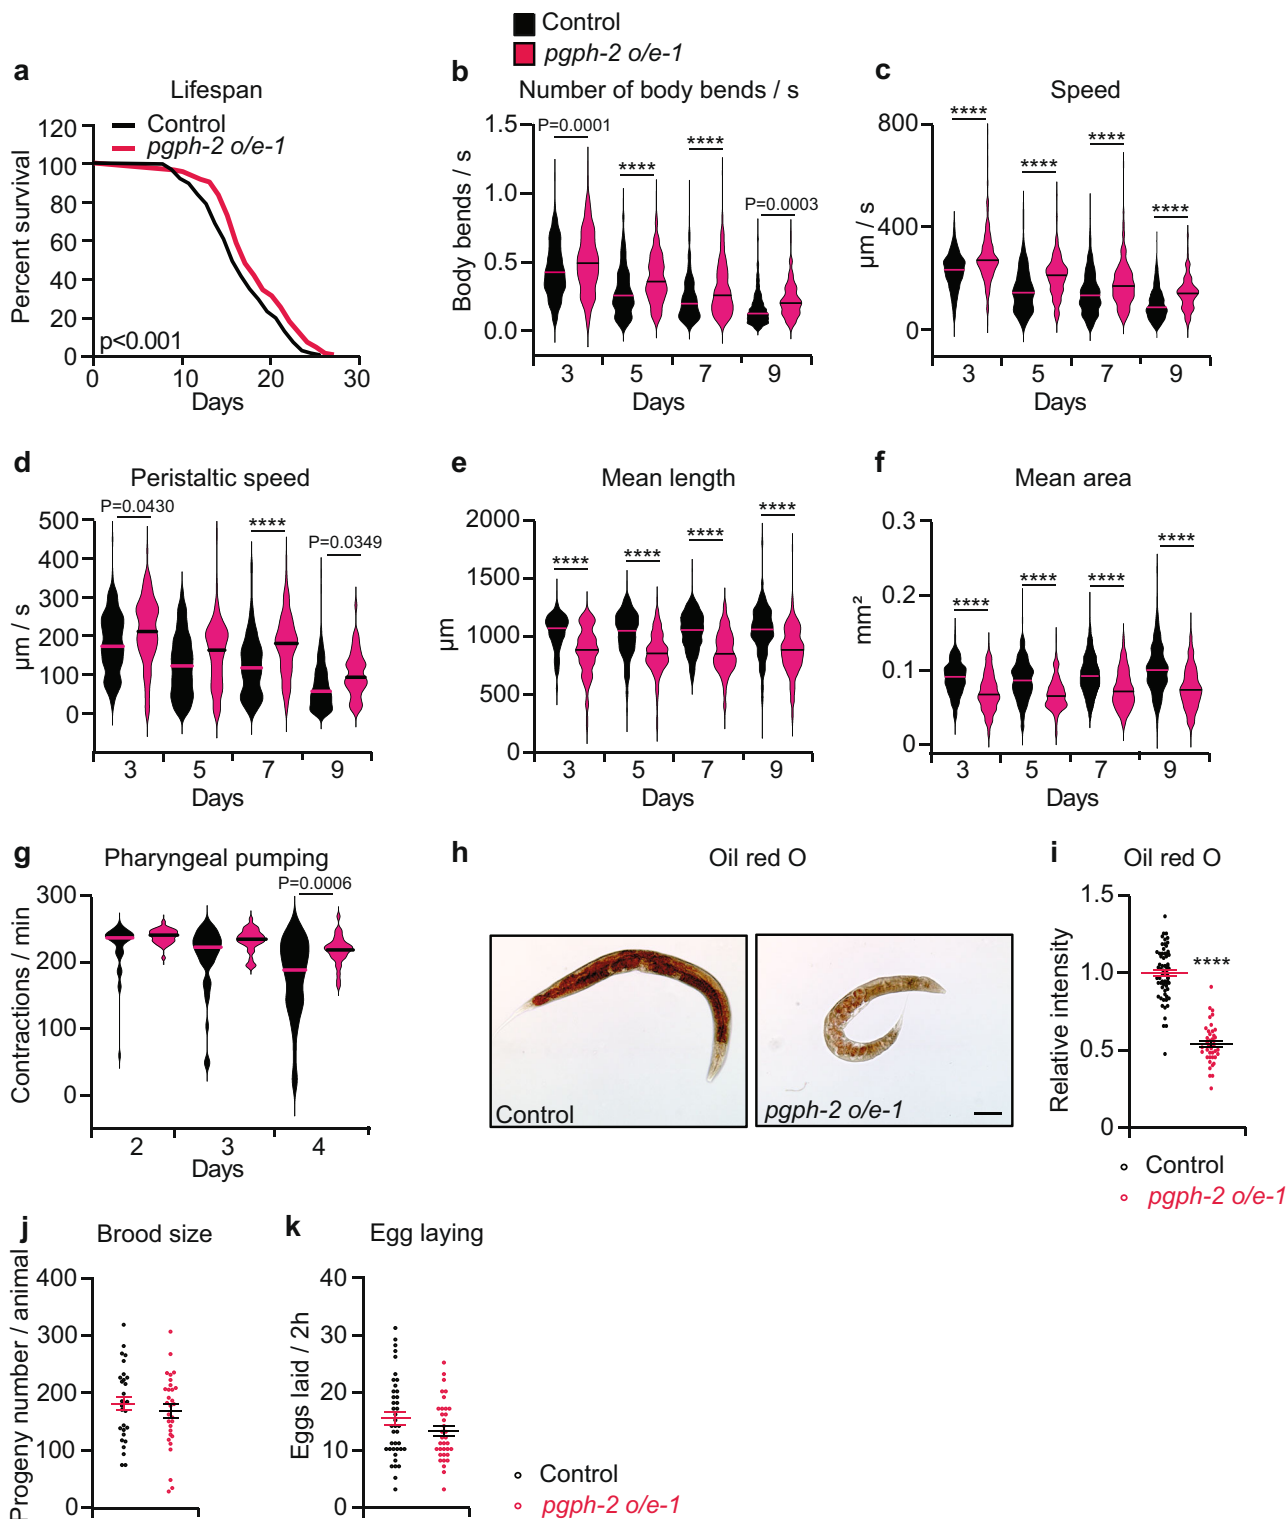 Control
pgph-2 o/e-1
a
Lifespan
Control
pgph-2 o/e-1
Percent survival
120
100
80
60
40
20
0
p<0.001
0 10 20 30
Days
b
Number of body bends / s
Body bends / s
1.5
1.0
0.5
0.0
P=0.0001
****
****
P=0.0003
3 5 7 9
Days
c
Speed
µm / s
800
400
0
****
****
****
****
3 5 7 9
Days
d
Peristaltic speed
µm / s
500
400
300
200
100
0
P=0.0430
****
P=0.0349
3 5 7 9
Days
e
Mean length
µm
2000
1500
1000
500
0
****
****
****
****
3 5 7 9
Days
f
Mean area
mm²
0.3
0.2
0.1
0
****
****
****
****
3 5 7 9
Days
g
Pharyngeal pumping
Contractions / min
300
200
100
0
P=0.0006
2 3 4
Days
h
Oil red O
Control
pgph-2 o/e-1
i
Oil red O
Relative intensity
1.5
1.0
0.5
0
****
Control
pgph-2 o/e-1
j
Brood size
Progeny number / animal
400
300
200
100
0
k
Egg laying
Eggs laid / 2h
40
30
20
10
0
Control
pgph-2 o/e-1